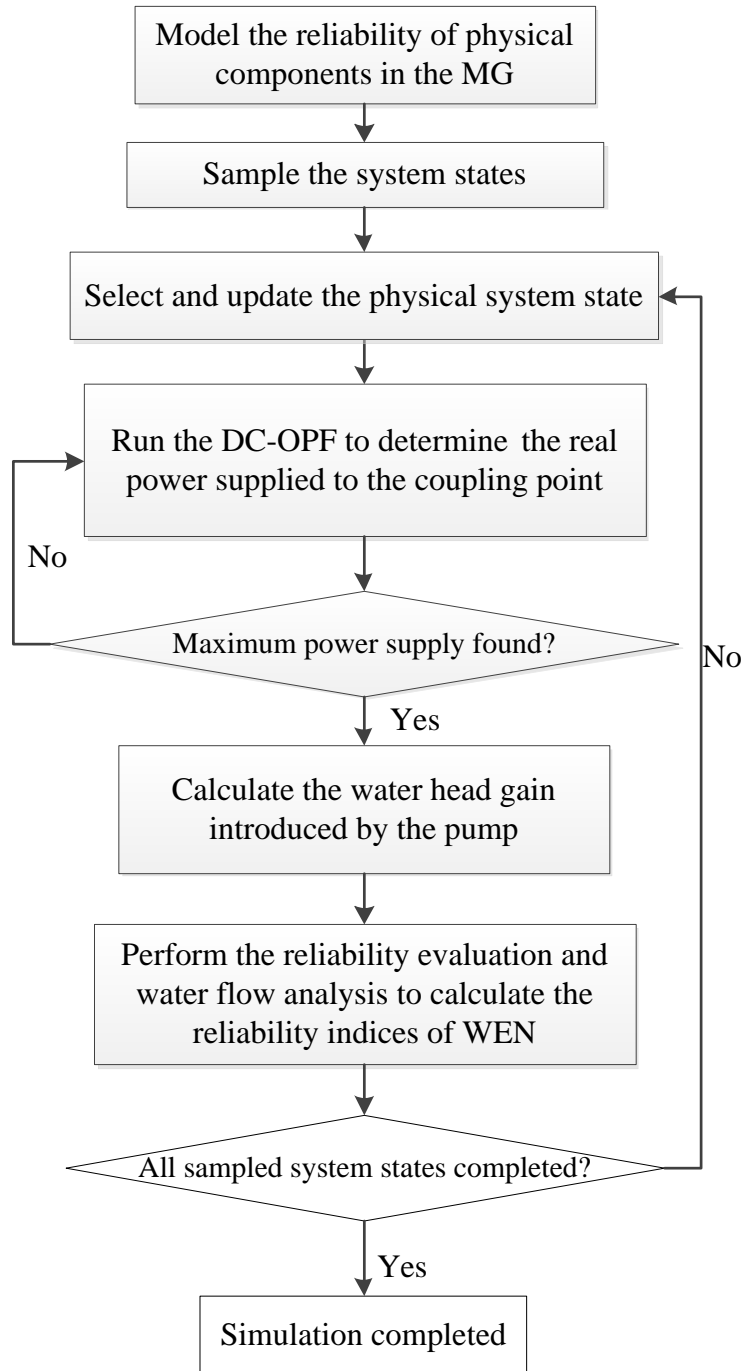 Model the reliability of physical
components in the MG
Sample the system states
Select and update the physical system state
Run the DC-OPF to determine the real
power supplied to the coupling point
No
Maximum power supply found?
No
Yes
Calculate the water head gain
introduced by the pump
Perform the reliability evaluation and
water flow analysis to calculate the
reliability indices of WEN
All sampled system states completed?
Yes
Simulation completed